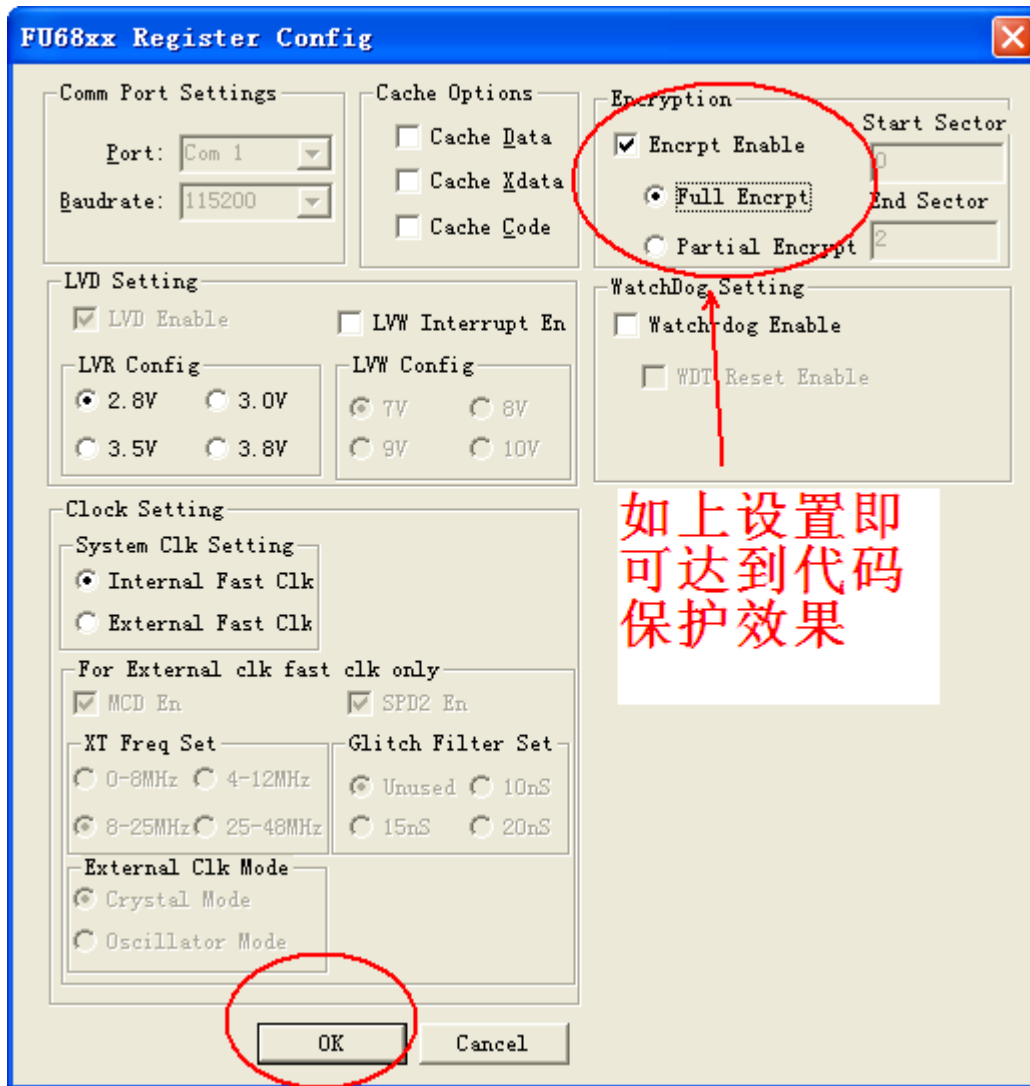 FU68xx Register Config
Comm Port Settings
Port: Com 1
Baudrate: 115200
Cache Options
Cache Data
Cache Xdata
Cache Code
Encryption
Encrpt Enable
Full Encrpt
Partial Encrypt
Start Sector
0
End Sector
2
LVD Setting
LVD Enable
LVW Interrupt En
LVR Config
2.8V 3.0V
3.5V 3.8V
LVW Config
7V 8V
9V 10V
WatchDog Setting
Watch-dog Enable
WDT Reset Enable
如上设置即
可达到代码
保护效果
Clock Setting
System Clk Setting
Internal Fast Clk
External Fast Clk
For External clk fast clk only
MCD En SPD2 En
XT Freq Set
0-8MHz 4-12MHz
8-25MHz 25-48MHz
Glitch Filter Set
Unused 10nS
15nS 20nS
External Clk Mode
Crystal Mode
Oscillator Mode
OK Cancel